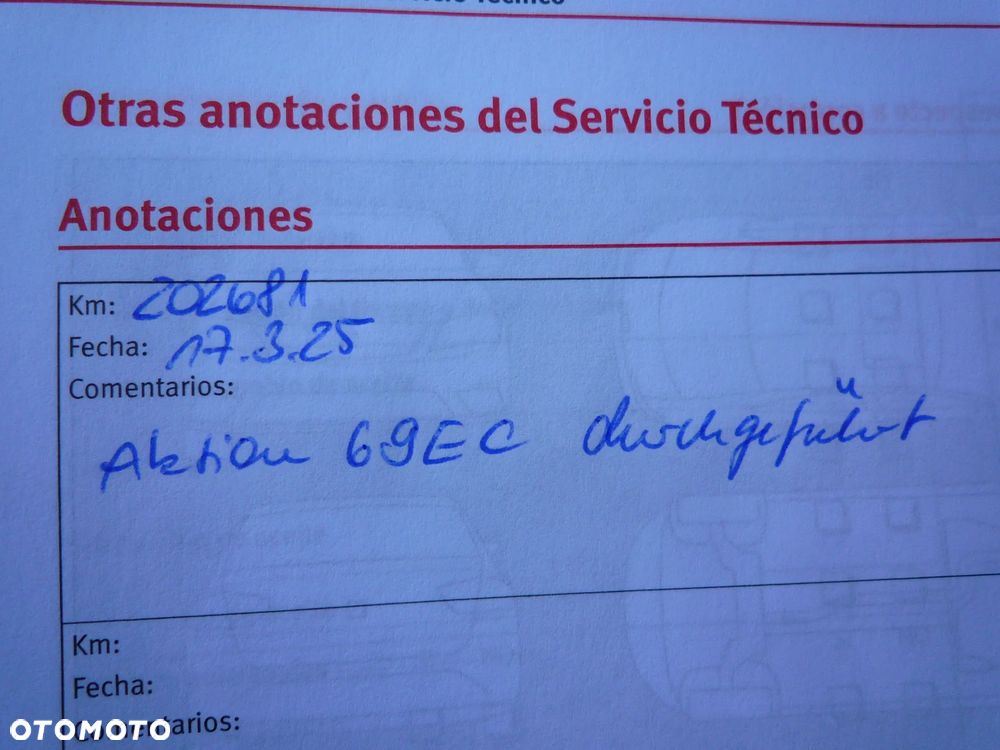 Otras anotaciones del Servicio Técnico
Anotaciones
Km: 202681
Fecha: 17.3.25
Comentarios:
Aktion 69EC durchgeführt
Km:
Fecha:
Comentarios:
OTOMOTO